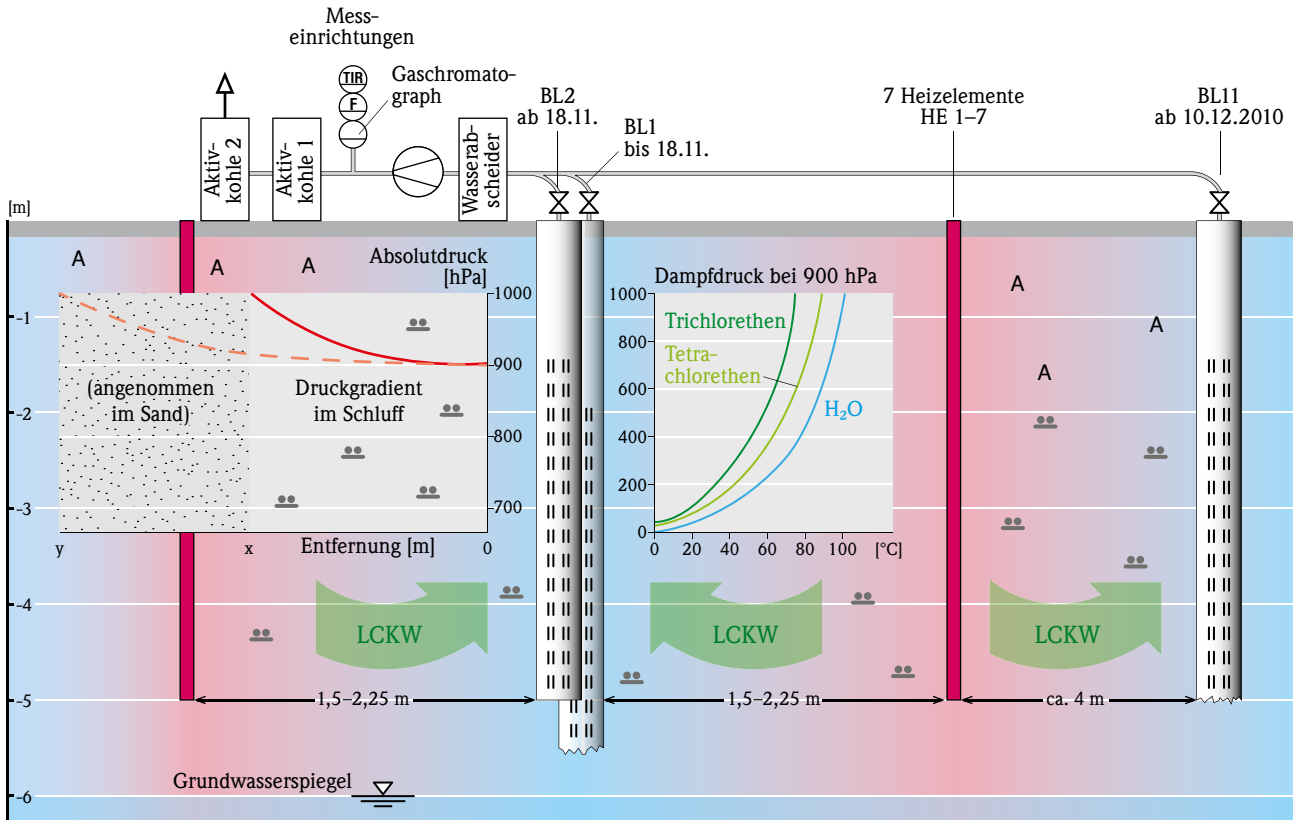 Mess-
einrichtungen
TIR
F
Gaschromato-
graph
BL2
ab 18.11.
BL1
bis 18.11.
7 Heizelemente
HE 1–7
BL11
ab 10.12.2010
Aktiv-
kohle 2
Aktiv-
kohle 1
Wasserab-
scheider
[m]
A
A
A
A
A
A
-1
-2
-3
-4
-5
-6
Absolutdruck
[hPa]
1000
900
800
700
(angenommen
im Sand)
Druckgradient
im Schluff
y
x
Entfernung [m]
0
Dampfdruck bei 900 hPa
1000
800
600
400
200
0
Trichlorethen
Tetra-
chlorethen
H₂O
0
20
40
60
80
100
[°C]
LCKW
LCKW
LCKW
1,5–2,25 m
1,5–2,25 m
ca. 4 m
Grundwasserspiegel